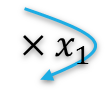 × x₁